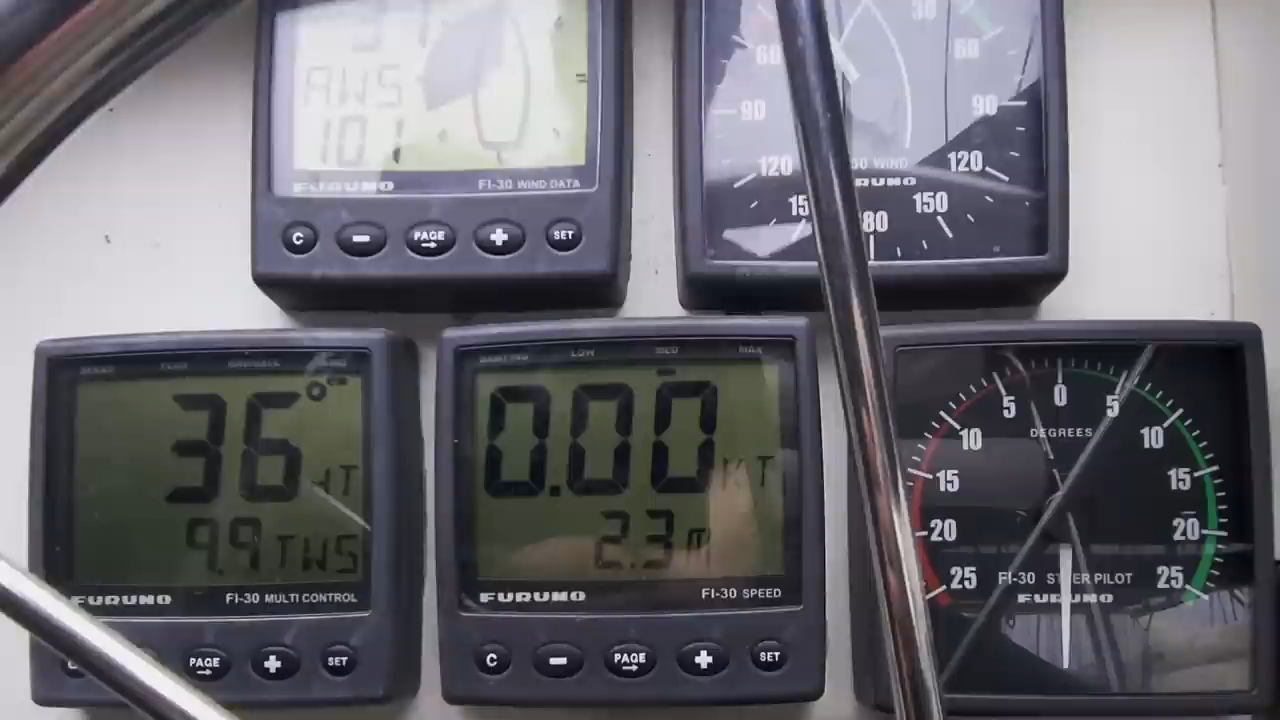 AWS
10.1
FURUNO
FI-30 WIND DATA
C
PAGE
SET
30
60
60
90
90
120
120
WIND
150
FURUNO
36°
9.9 TWS
FURUNO
FI-30 MULTI CONTROL
PAGE
SET
LOW
MAX
0.00 KT
2.3 m
FURUNO
FI-30 SPEED
C
PAGE
SET
5
0
5
DEGREES
10
10
15
15
20
20
25
25
FI-30 STEER PILOT
FURUNO